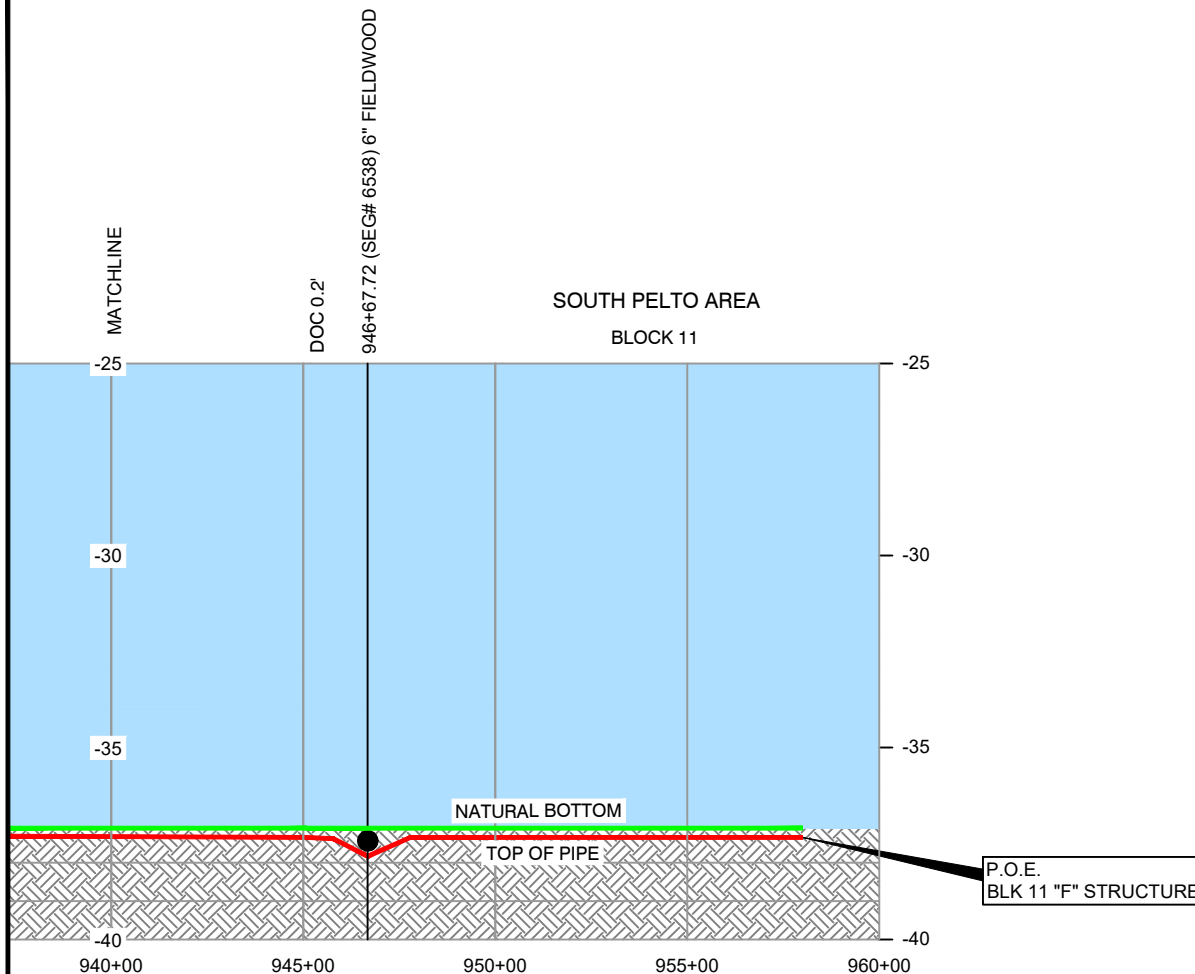 MATCHLINE
DOC 0.2'
946+67.72 (SEG# 6538) 6" FIELDWOOD
SOUTH PELTO AREA
BLOCK 11
-25
-25
-30
-30
-35
-35
NATURAL BOTTOM
TOP OF PIPE
P.O.E.
BLK 11 "F" STRUCTURE
-40
-40
940+00
945+00
950+00
955+00
960+00